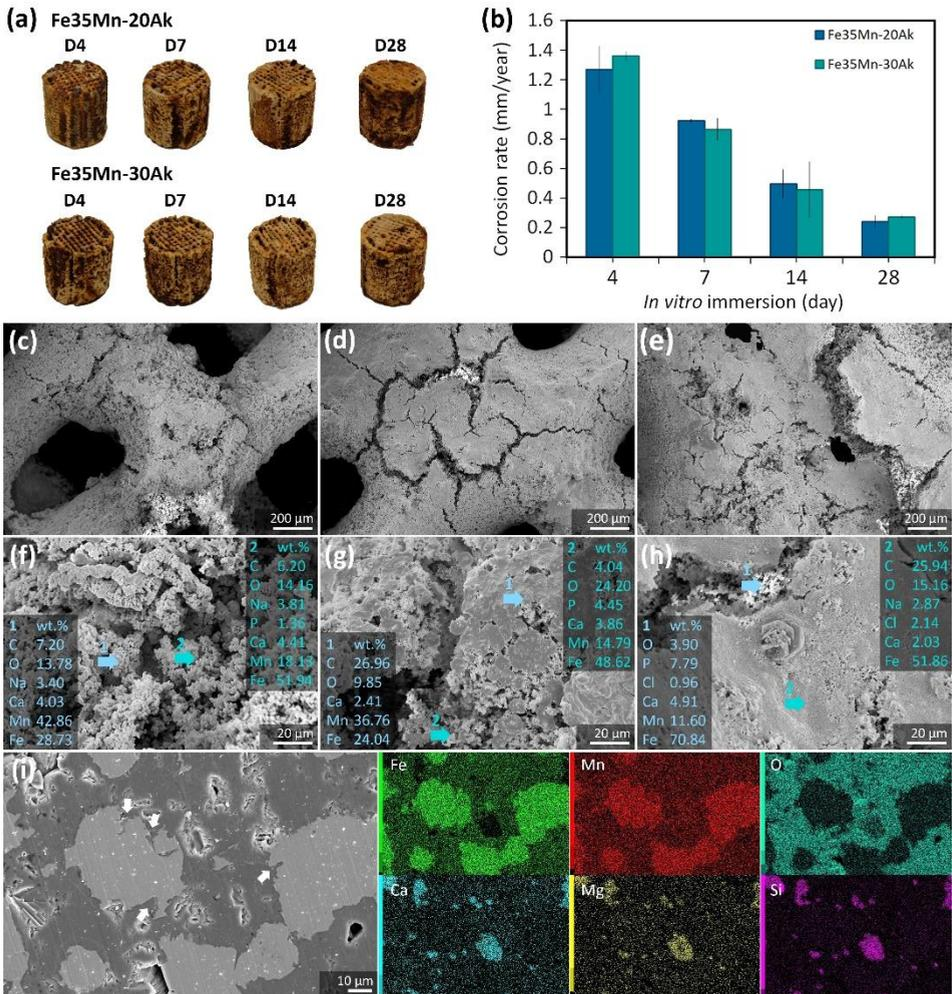 (a)
Fe35Mn-20Ak
D4 D7 D14 D28
Fe35Mn-30Ak
D4 D7 D14 D28
(b)
Corrosion rate (mm/year)
1.6
1.4
1.2
1
0.8
0.6
0.4
0.2
0
Fe35Mn-20Ak
Fe35Mn-30Ak
4 7 14 28
In vitro immersion (day)
(c)
200 µm
(d)
200 µm
(e)
200 µm
(f)
1 wt.%
C 7.20
O 13.78
Na 3.40
Ca 4.03
Mn 42.86
Fe 28.73
1
2
2 wt.%
C 6.20
O 14.16
Na 3.81
P 1.36
Ca 4.41
Mn 18.13
Fe 51.94
20 µm
(g)
1 wt.%
C 26.96
O 9.85
Ca 2.41
Mn 36.76
Fe 24.04
1
2
2 wt.%
C 4.04
O 24.20
P 4.45
Ca 3.86
Mn 14.79
Fe 48.62
20 µm
(h)
1 wt.%
O 3.90
P 7.79
Cl 0.96
Ca 4.91
Mn 11.60
Fe 70.84
1
2
2 wt.%
C 25.94
O 15.16
Na 2.87
Cl 2.14
Ca 2.03
Fe 51.86
20 µm
(i)
10 µm
Fe
Mn
O
Ca
Mg
Si